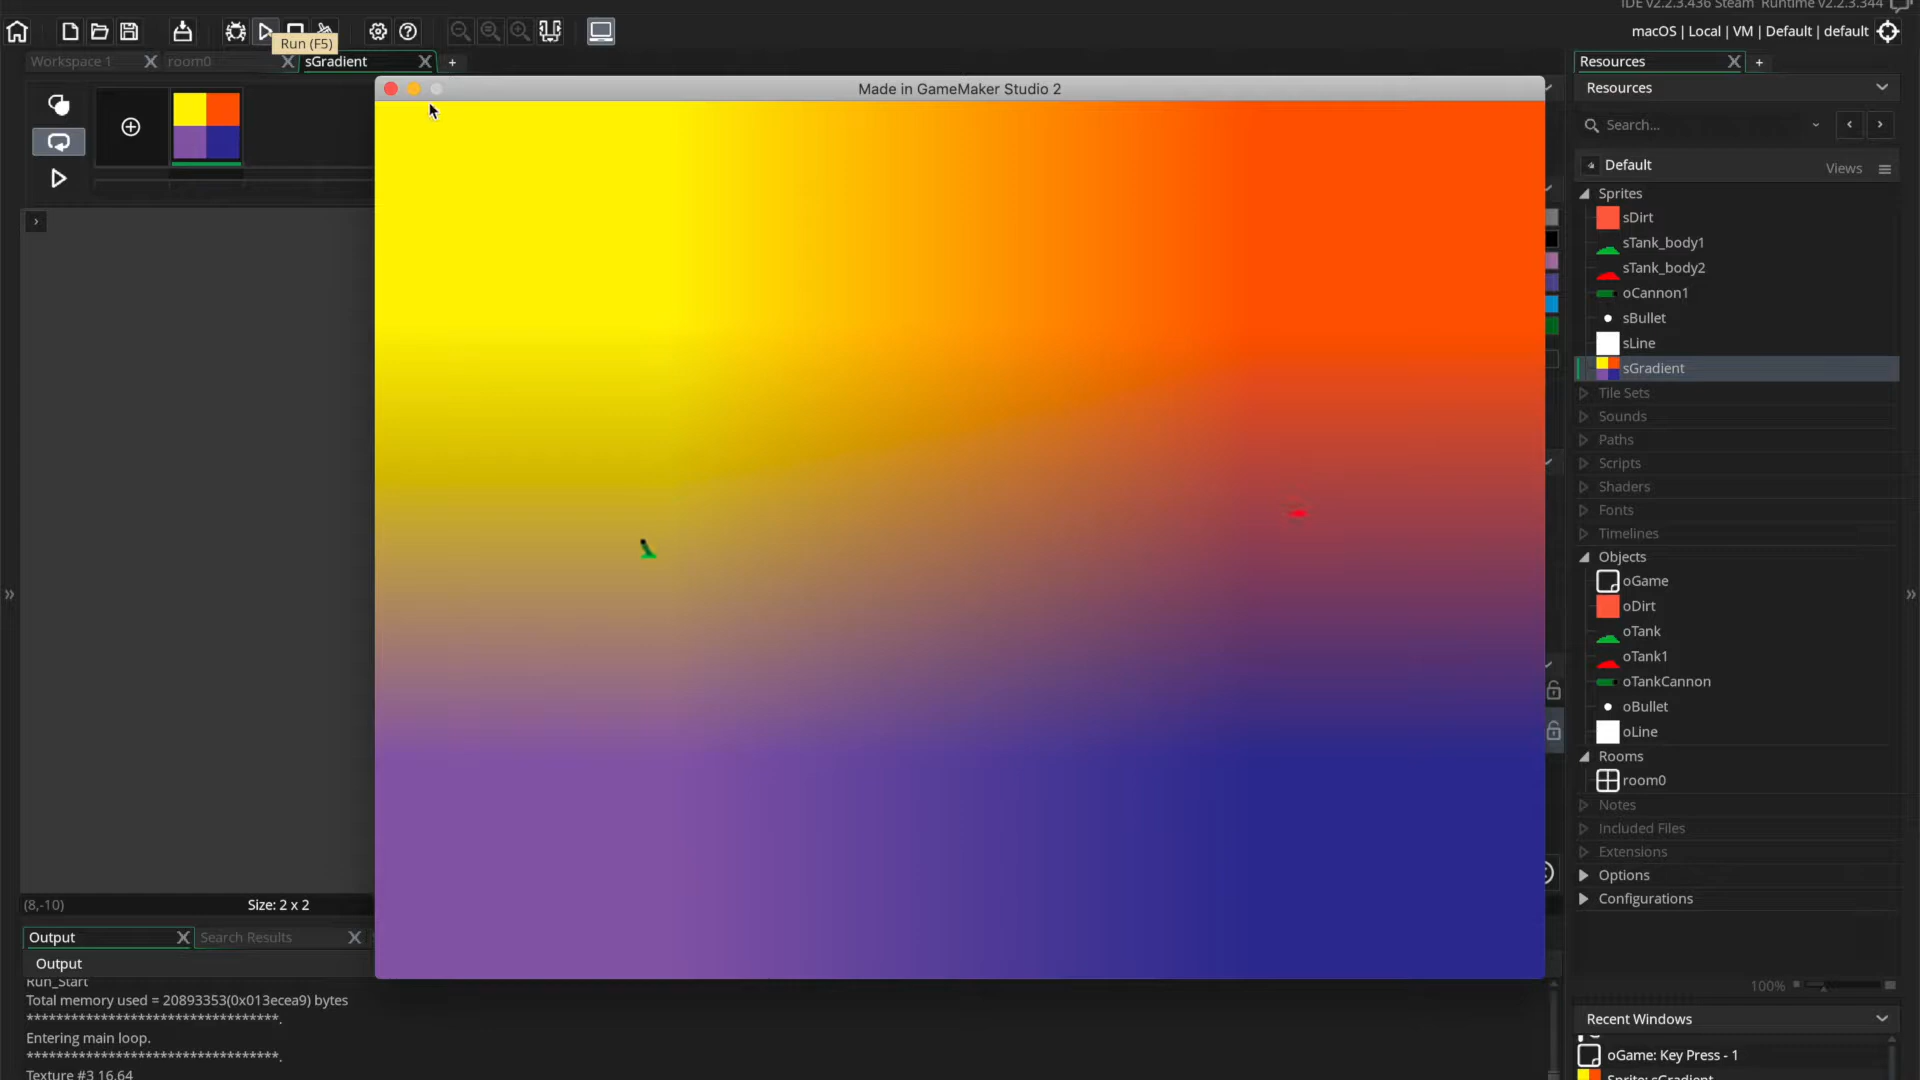 IDE v2.2.3.436 Steam Runtime v2.2.3.344
macOS | Local | VM | Default | default
Run (F5)
Workspace 1
room0
sGradient
Resources
Made in GameMaker Studio 2
Resources
Search...
Default
Views
Sprites
sDirt
sTank_body1
sTank_body2
oCannon1
sBullet
sLine
sGradient
Tile Sets
Sounds
Paths
Scripts
Shaders
Fonts
Timelines
Objects
oGame
oDirt
oTank
oTank1
oTankCannon
oBullet
oLine
Rooms
room0
Notes
Included Files
Extensions
Options
Configurations
100%
Recent Windows
oGame: Key Press - 1
Sprite: sGradient
(8,-10)
Size: 2 x 2
Output
Search Results
Output
Run_Start
Total memory used = 20893353(0x013ecea9) bytes
*********************************.
Entering main loop.
*********************************.
Texture #3 16,64